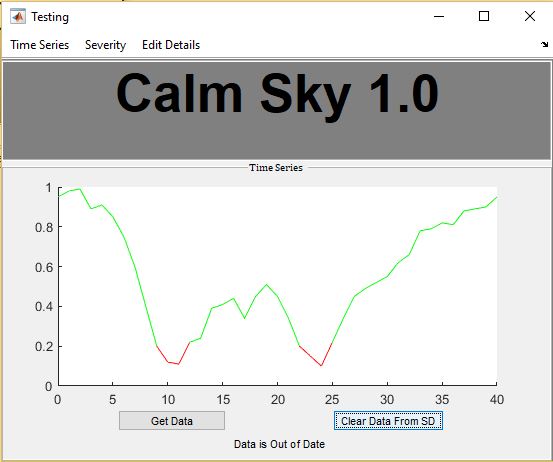 Testing
Time Series Severity Edit Details
Calm Sky 1.0
Time Series
1
0.8
0.6
0.4
0.2
0
0 5 10 15 20 25 30 35 40
Get Data Clear Data From SD
Data is Out of Date